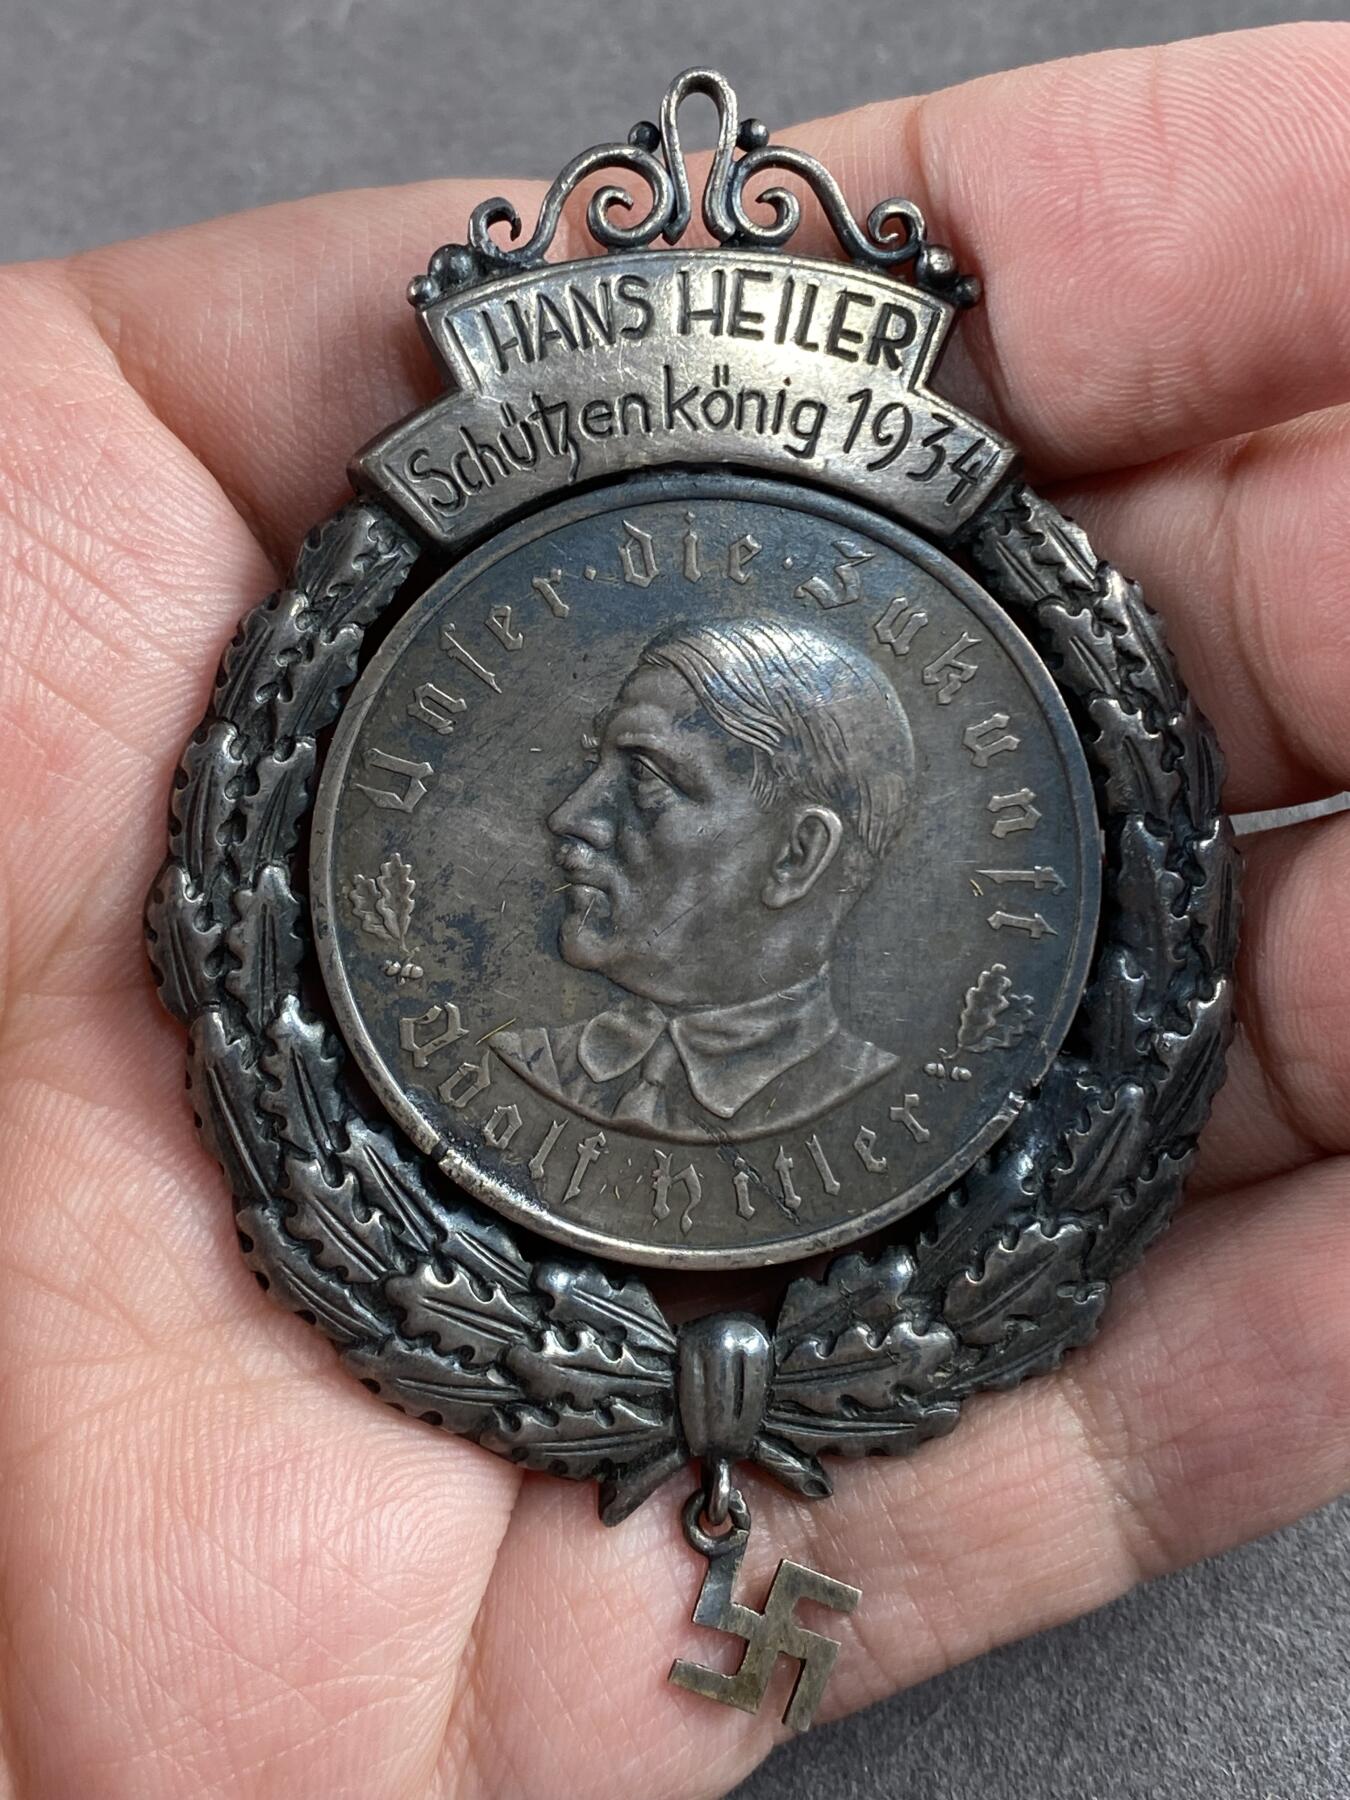 HANS HEILER
Schützenkönig 1934
Unser · die · Zukunft
Adolf Hitler